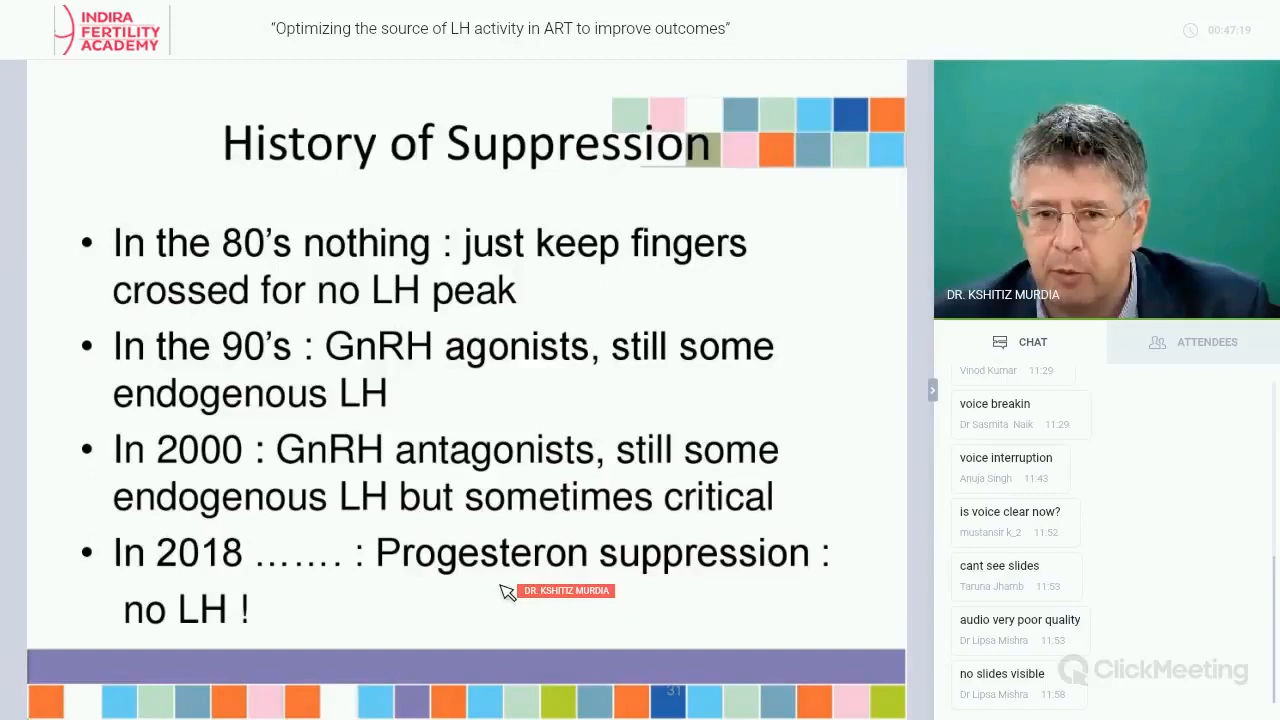 INDIRA
FERTILITY
ACADEMY
“Optimizing the source of LH activity in ART to improve outcomes”
00:47:19
History of Suppression
• In the 80’s nothing : just keep fingers
crossed for no LH peak
• In the 90’s : GnRH agonists, still some
endogenous LH
• In 2000 : GnRH antagonists, still some
endogenous LH but sometimes critical
• In 2018 ……. : Progesteron suppression :
no LH !
DR. KSHITIZ MURDIA
31
DR. KSHITIZ MURDIA
CHAT
ATTENDEES
Vinod Kumar 11:29
voice breakin
Dr Sasmita Naik 11:29
voice interruption
Anuja Singh 11:43
is voice clear now?
mustansir k_2 11:52
cant see slides
Taruna Jhamb 11:53
audio very poor quality
Dr Lipsa Mishra 11:53
no slides visible
Dr Lipsa Mishra 11:58
ClickMeeting